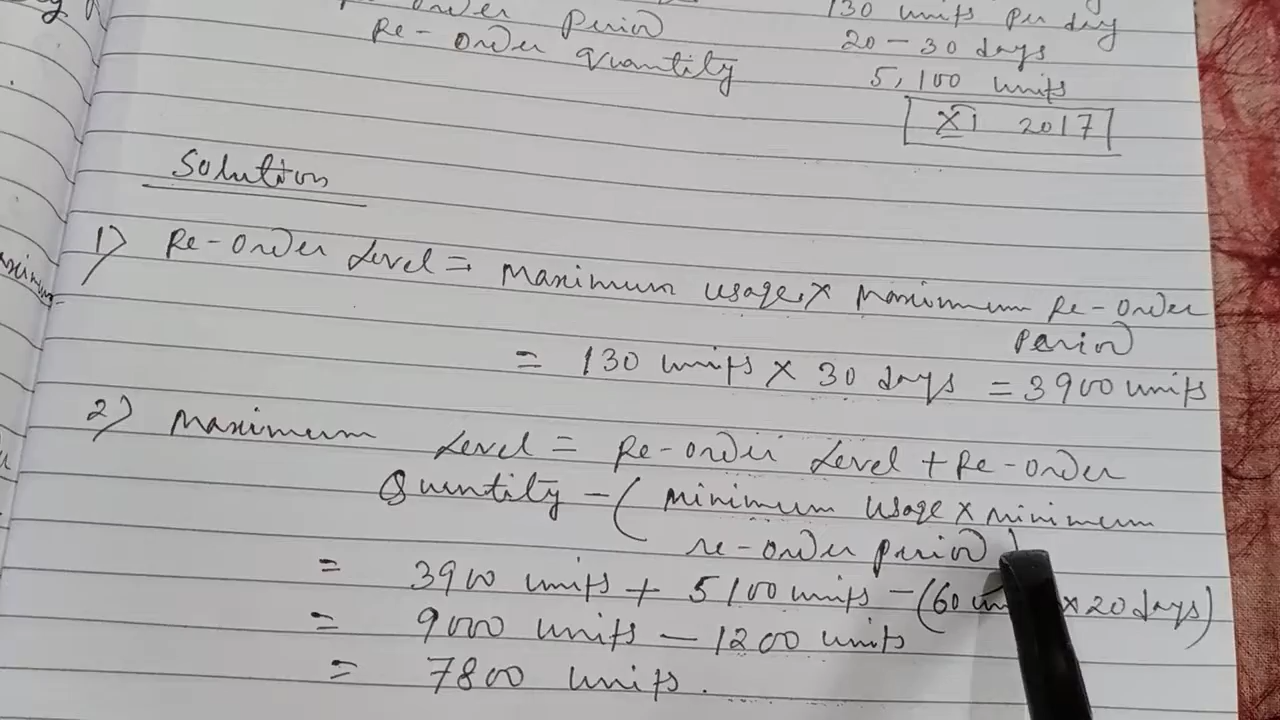 130 units per day
Order Period
20-30 days
Re-order quantity
5,100 units
XI 2017
Solution
1) Re-order Level = Maximum usage x Maximum Re-order
Period
= 130 units x 30 days = 3900 units
2) Maximum Level = Re-order Level + Re-order
Quantity - ( Minimum usage x Minimum
re-order period )
= 3900 units + 5100 units - (60 x 20 days)
= 9000 units - 1200 units
= 7800 units.